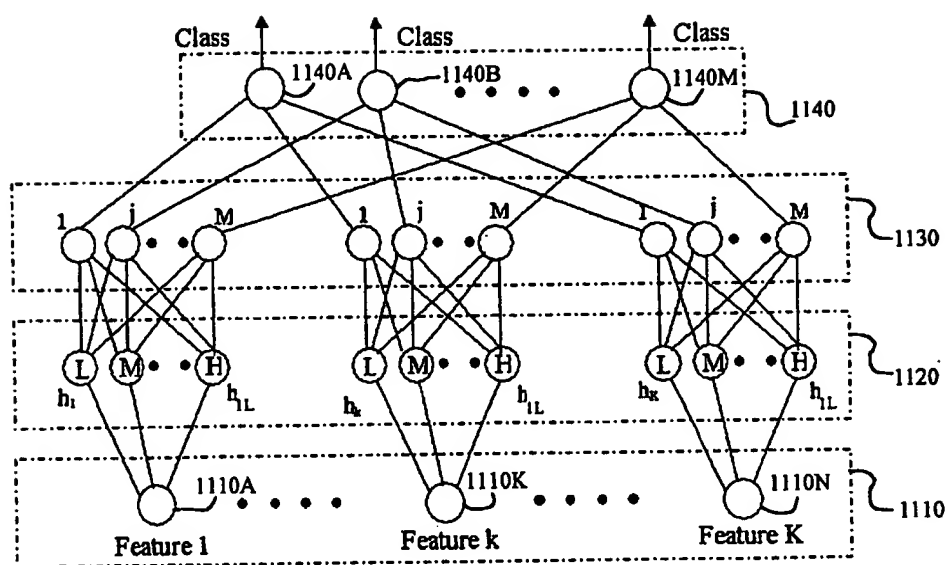 Class Class Class
1140A 1140B 1140M
1140
1 j M 1 j M 1 j M
1130
L M H L M H L M H
1120
h₁ h₁L hₖ h₁L h_K h₁L
1110A 1110K 1110N
1110
Feature 1 Feature k Feature K